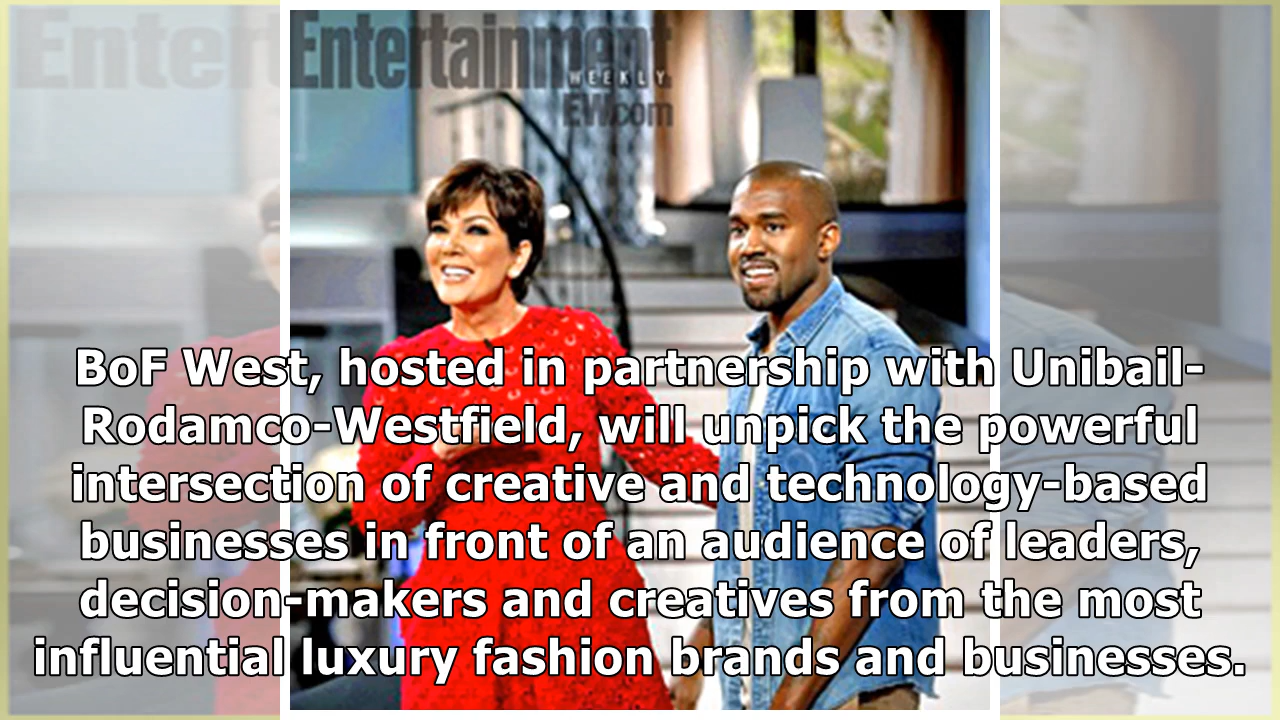 Entertainment
WEEKLY
EW.com
BoF West, hosted in partnership with Unibail-
Rodamco-Westfield, will unpick the powerful
intersection of creative and technology-based
businesses in front of an audience of leaders,
decision-makers and creatives from the most
influential luxury fashion brands and businesses.